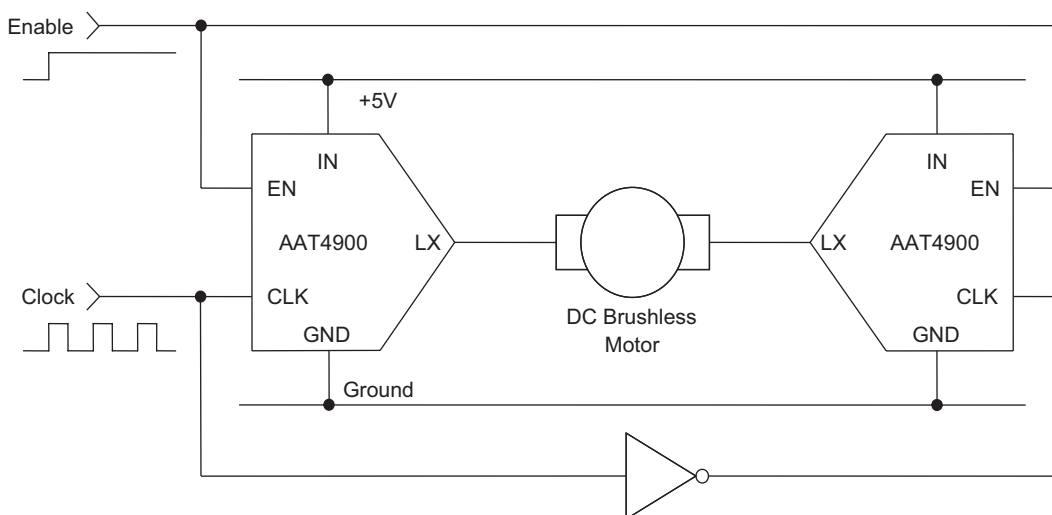 Enable
+5V
IN
IN
EN
EN
AAT4900
LX
LX
AAT4900
Clock
CLK
CLK
DC Brushless
Motor
GND
GND
Ground